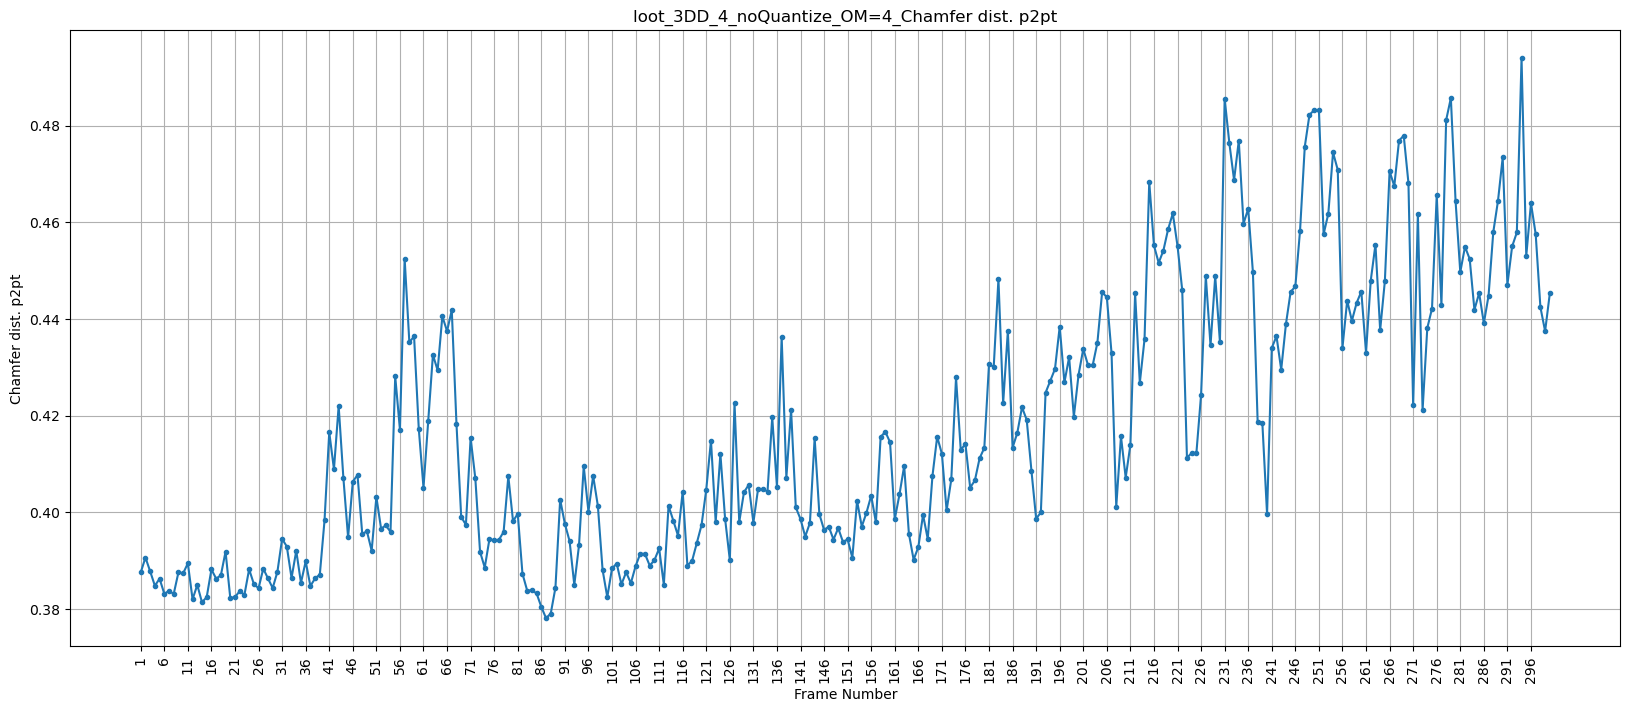 loot_3DD_4_noQuantize_OM=4_Chamfer dist. p2pt
Chamfer dist. p2pt
0.48
0.46
0.44
0.42
0.40
0.38
1 6 11 16 21 26 31 36 41 46 51 56 61 66 71 76 81 86 91 96 101 106 111 116 121 126 131 136 141 146 151 156 161 166 171 176 181 186 191 196 201 206 211 216 221 226 231 236 241 246 251 256 261 266 271 276 281 286 291 296
Frame Number